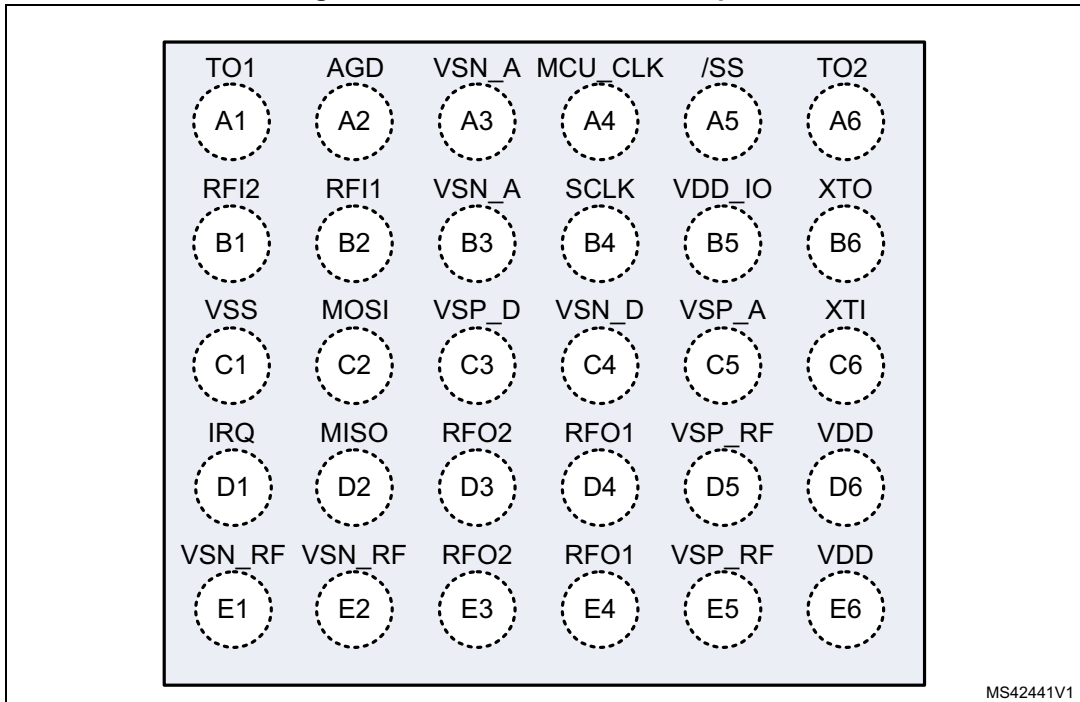 TO1 AGD VSN_A MCU_CLK /SS TO2
A1 A2 A3 A4 A5 A6
RFI2 RFI1 VSN_A SCLK VDD_IO XTO
B1 B2 B3 B4 B5 B6
VSS MOSI VSP_D VSN_D VSP_A XTI
C1 C2 C3 C4 C5 C6
IRQ MISO RFO2 RFO1 VSP_RF VDD
D1 D2 D3 D4 D5 D6
VSN_RF VSN_RF RFO2 RFO1 VSP_RF VDD
E1 E2 E3 E4 E5 E6
MS42441V1